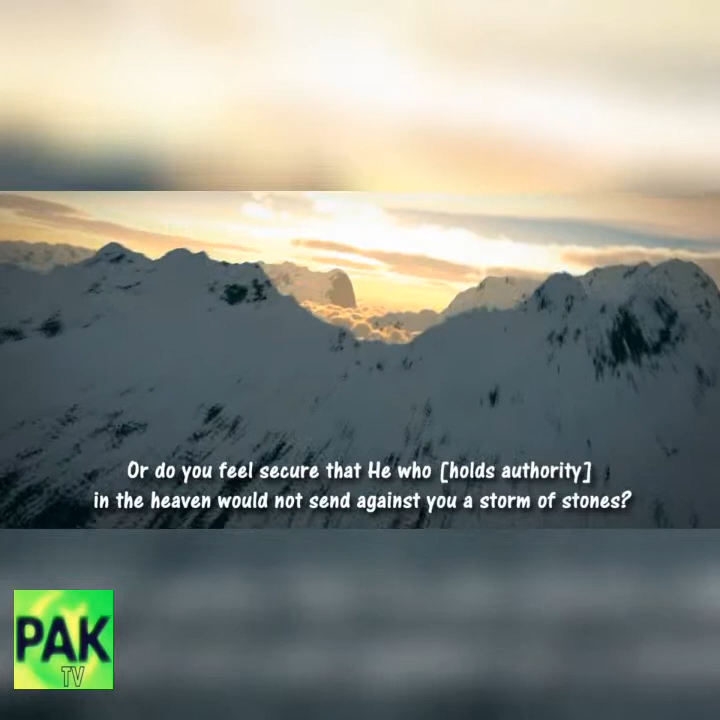 Or do you feel secure that He who [holds authority]
in the heaven would not send against you a storm of stones?
PAK
TV